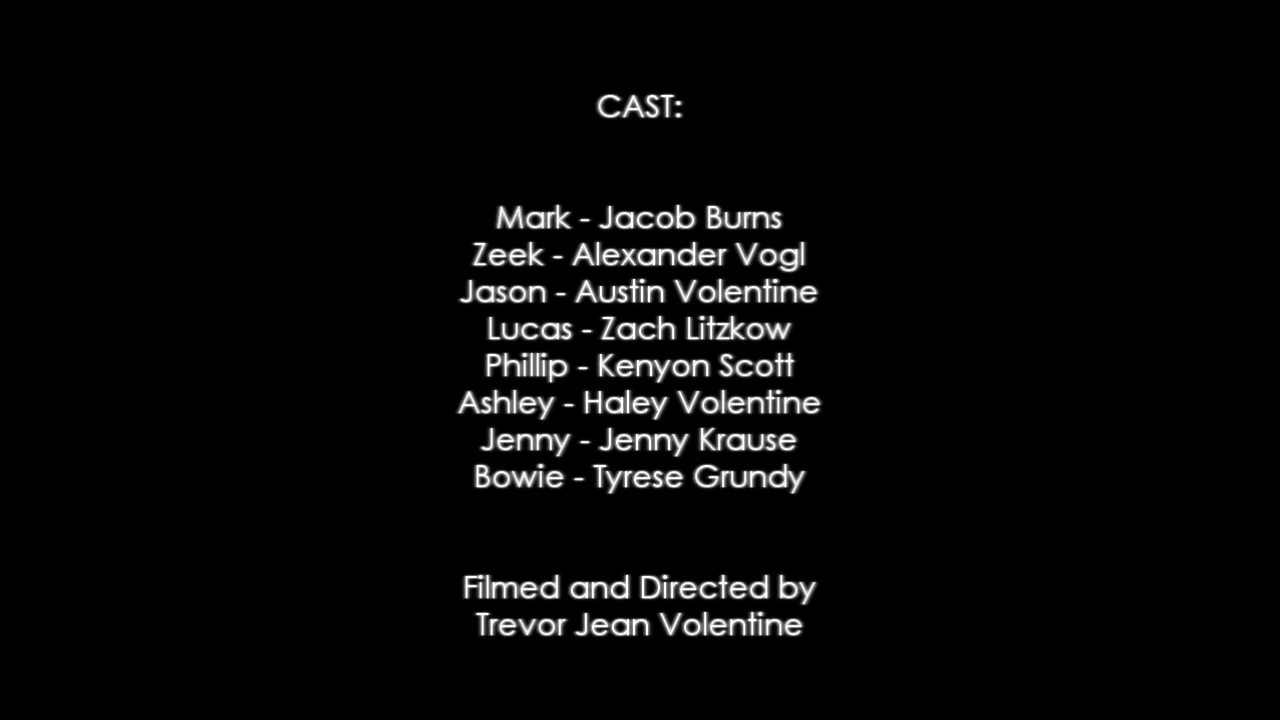 CAST:
Mark - Jacob Burns
Zeek - Alexander Vogl
Jason - Austin Volentine
Lucas - Zach Litzkow
Phillip - Kenyon Scott
Ashley - Haley Volentine
Jenny - Jenny Krause
Bowie - Tyrese Grundy
Filmed and Directed by
Trevor Jean Volentine